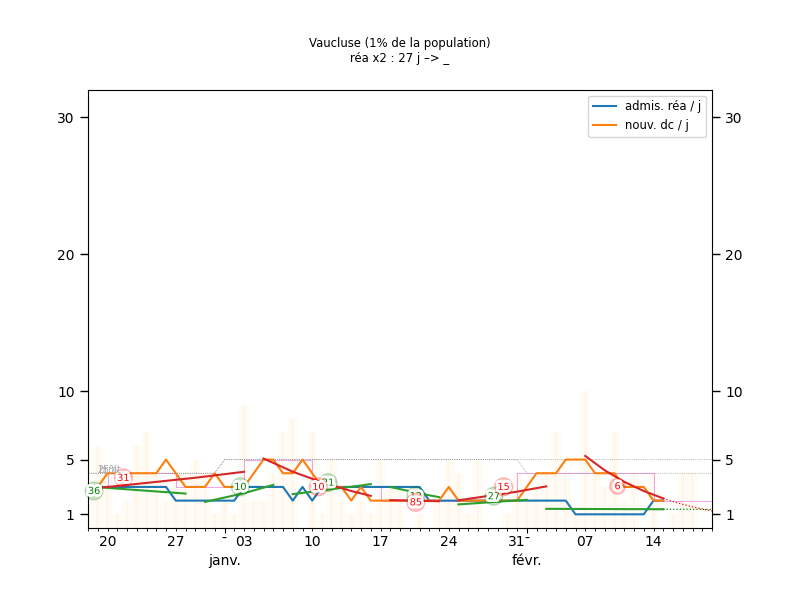 Vaucluse (1% de la population)
réa x2 : 27 j –> _
admis. réa / j
nouv. dc / j
30 30
20 20
10 10
5 5
1 1
36
31
10
10
85
27
15
6
20 27 - 03 10 17 24 31- 07 14
janv. févr.